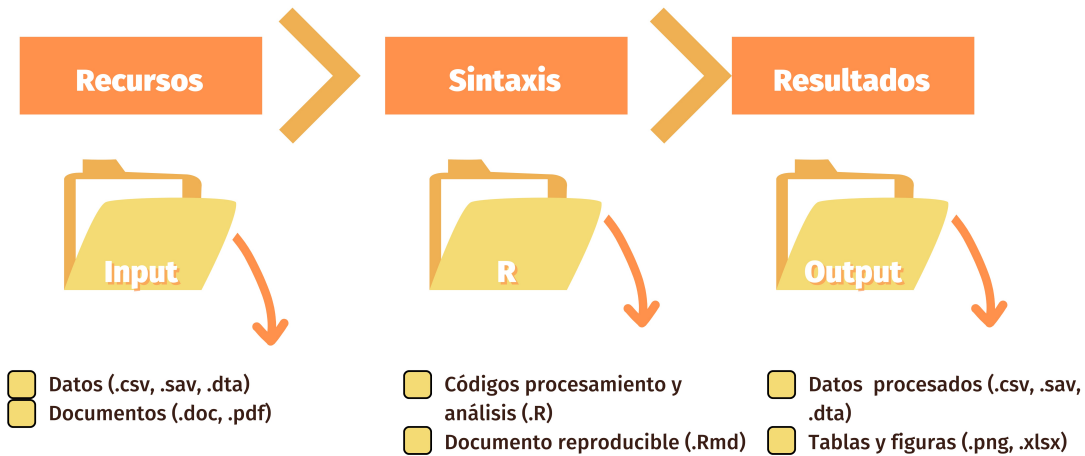 Recursos
Sintaxis
Resultados
Input
R
Output
Datos (.csv, .sav, .dta)
Documentos (.doc, .pdf)
Códigos procesamiento y
análisis (.R)
Documento reproducible (.Rmd)
Datos procesados (.csv, .sav,
.dta)
Tablas y figuras (.png, .xlsx)